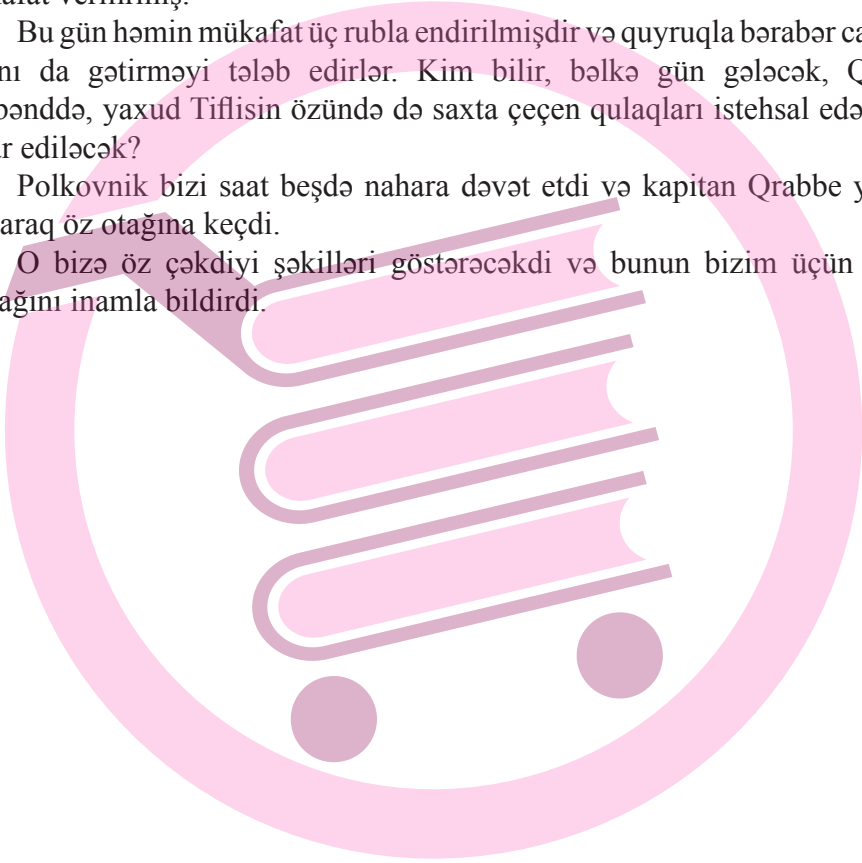 Bu gün həmin mükafat üç rubla endirilmişdir və quyruqla bərabər ca
nı da gətirməyi tələb edirlər. Kim bilir, bəlkə gün gələcək, Q
bənddə, yaxud Tiflisin özündə də saxta çeçen qulaqları istehsal edə
r ediləcək?
Polkovnik bizi saat beşdə nahara dəvət etdi və kapitan Qrabbe y
araq öz otağına keçdi.
O bizə öz çəkdiyi şəkilləri göstərəcəkdi və bunun bizim üçün
ağını inamla bildirdi.